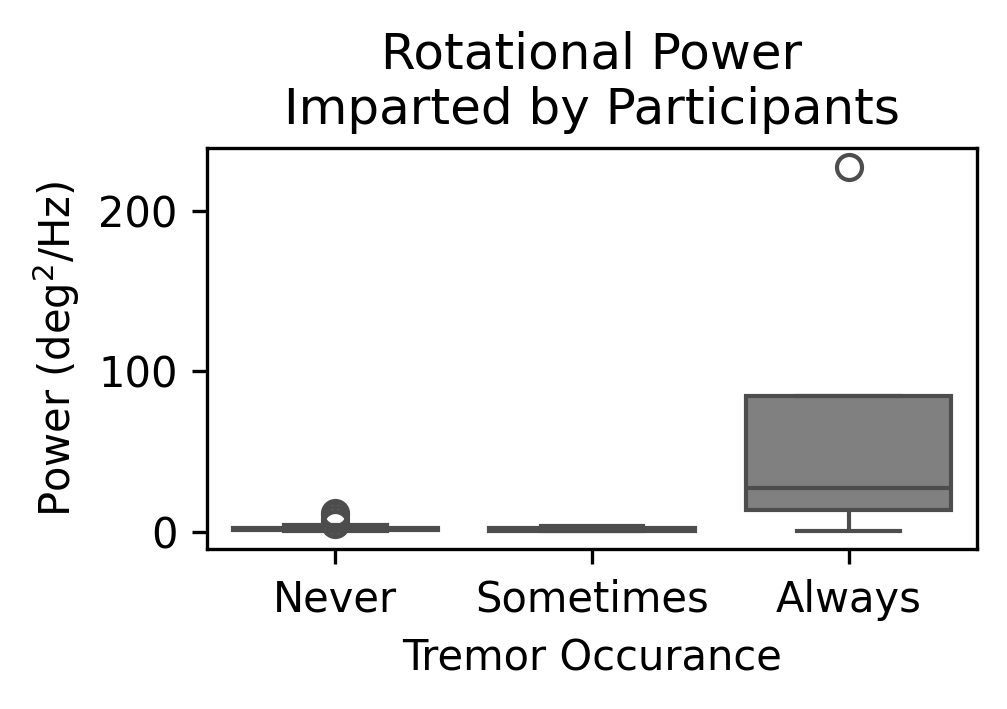 Rotational Power
Imparted by Participants
Power (deg²/Hz)
200
100
0
Never Sometimes Always
Tremor Occurance